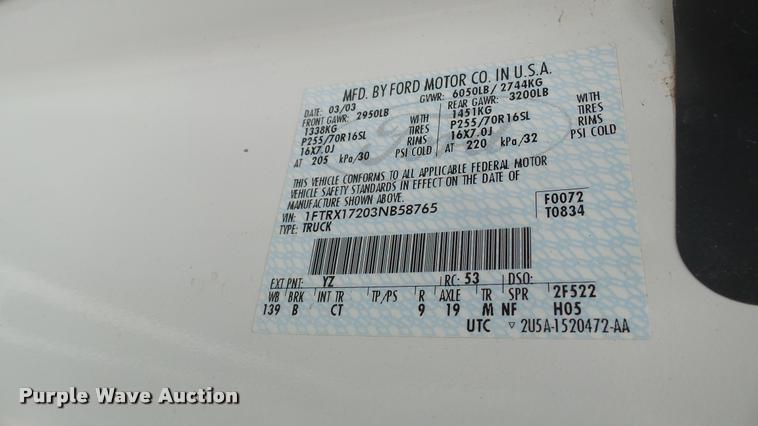 MFD. BY FORD MOTOR CO. IN U.S.A.
DATE: 03/03 GVWR: 6050LB/ 2744KG
FRONT GAWR: 2950LB REAR GAWR: 3200LB
1338KG WITH 1451KG WITH
P255/70R16SL TIRES P255/70R16SL TIRES
16X7.0J RIMS 16X7.0J RIMS
AT 205 kPa/30 PSI COLD AT 220 kPa/32 PSI COLD
THIS VEHICLE CONFORMS TO ALL APPLICABLE FEDERAL MOTOR
VEHICLE SAFETY STANDARDS IN EFFECT ON THE DATE OF
MANUFACTURE SHOWN ABOVE.
VIN: 1FTRX17203NB58765 F0072
TYPE: TRUCK T0834
EXT PNT: YZ RC: 53 DSO:
WB BRK INT TR TP/PS R AXLE TR SPR 2F522
139 B CT 9 19 M NF H05
UTC ▽ 2U5A-1520472-AA
Purple Wave Auction